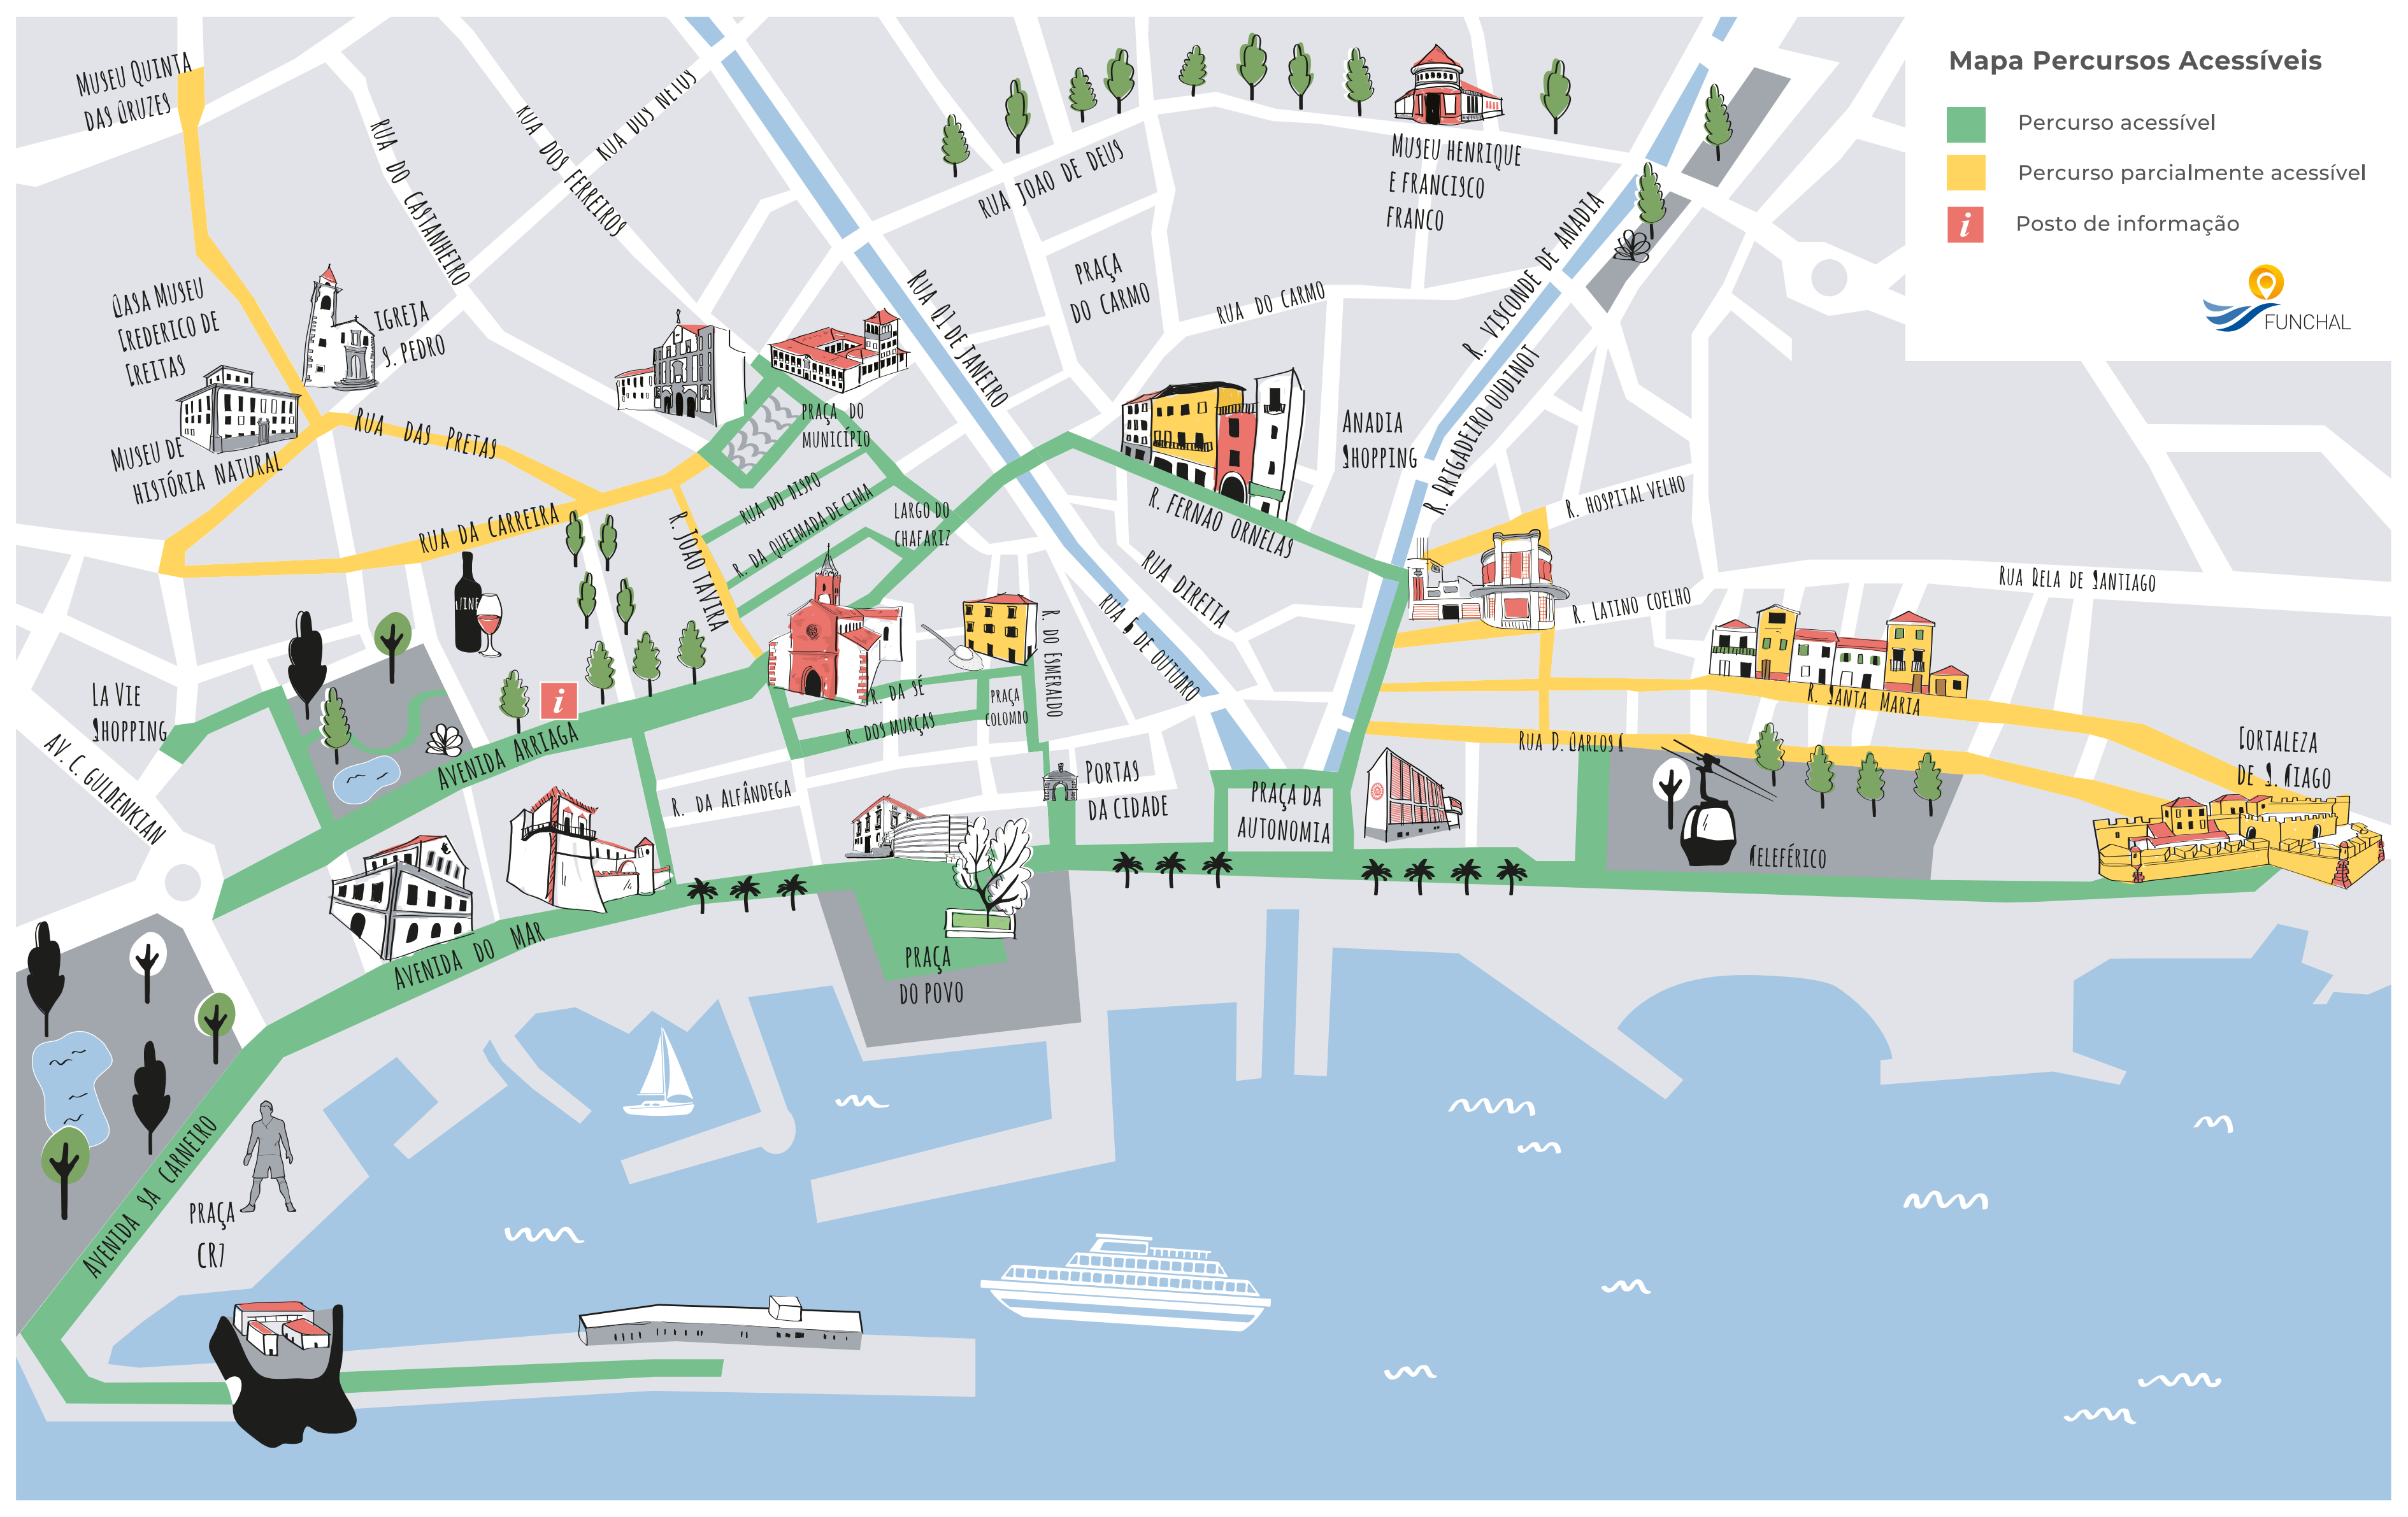 Mapa Percursos Acessíveis
Percurso acessível
Percurso parcialmente acessível
i
Posto de informação
FUNCHAL
MUSEU QUINTA
DAS CRUZES
RUA DO CASTANHEIRO
RUA DOS FERREIROS
RUA DOS NETOS
RUA JOAO DE DEUS
MUSEU HENRIQUE
E FRANCISCO
FRANCO
R. VISCONDE DE ANADIA
R. BRIGADEIRO OUDINOT
CASA MUSEU
FREDERICO DE
FREITAS
IGREJA
S. PEDRO
MUSEU DE
HISTÓRIA NATURAL
RUA DAS PRETAS
RUA DA CARREIRA
PRAÇA DO
MUNICÍPIO
RUA 31 DE JANEIRO
PRAÇA
DO CARMO
RUA DO CARMO
ANADIA
SHOPPING
R. FERNAO ORNELAS
RUA DO BISPO
R. DA QUEIMADA DE CIMA
R. JOAO TAVIRA
LARGO DO
CHAFARIZ
RUA DIREITA
RUA 5 DE OUTUBRO
R. HOSPITAL VELHO
R. LATINO COELHO
RUA BELA DE SANTIAGO
WINE
LA VIE
SHOPPING
AV. C. GULBENKIAN
i
AVENIDA ARRIAGA
R. DA SÉ
R. DOS MURÇAS
PRAÇA
COLOMBO
R. DO ESMERALDO
R. DA ALFÂNDEGA
PORTAS
DA CIDADE
PRAÇA DA
AUTONOMIA
R. SANTA MARIA
RUA D. CARLOS I
TELEFÉRICO
FORTALEZA
DE S. TIAGO
AVENIDA DO MAR
PRAÇA
DO POVO
AVENIDA SA CARNEIRO
PRAÇA
CR7